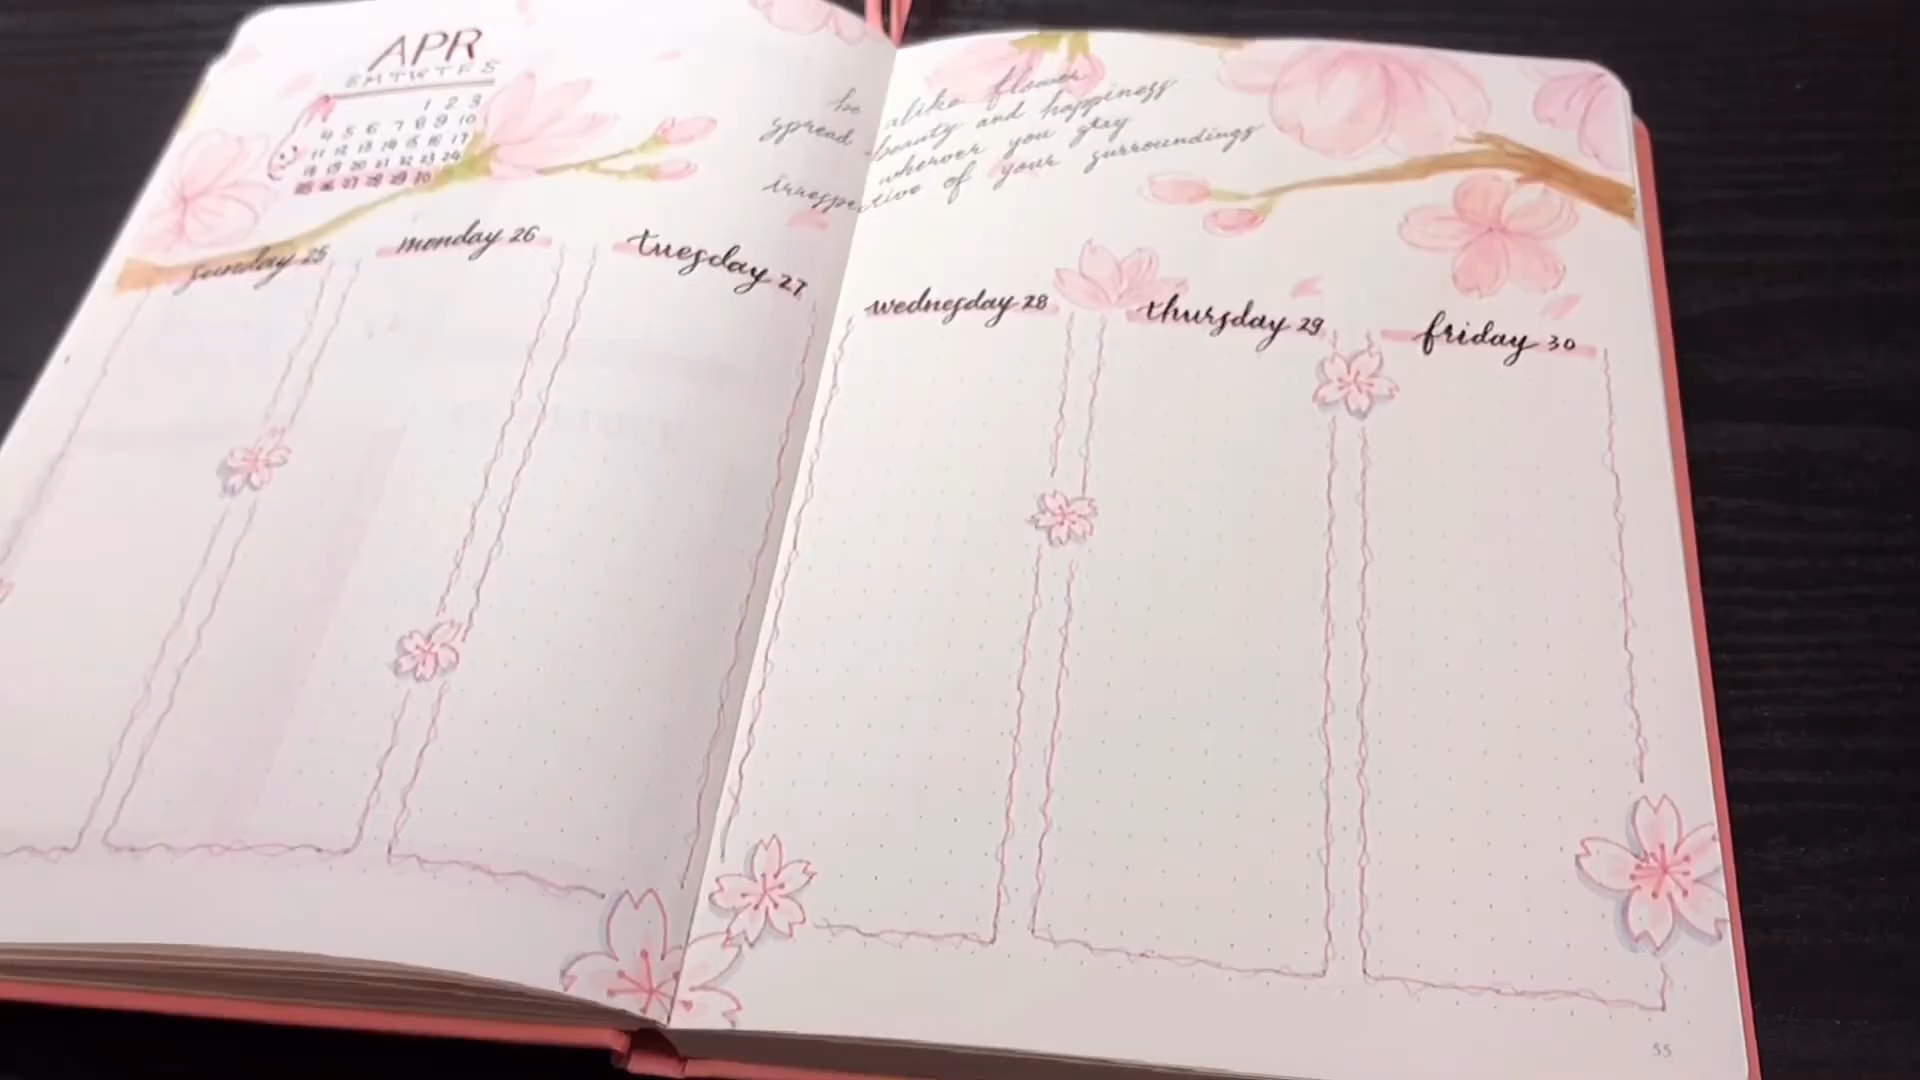 APR
S M T W T F S
1 2 3
4 5 6 7 8 9 10
11 12 13 14 15 16 17
18 19 20 21 22 23 24
25 26 27 28 29 30
be alike flower
spread beauty and happiness
wherever you stay
irrespective of your surroundings
sunday 25
monday 26
tuesday 27
wednesday 28
thursday 29
friday 30
55